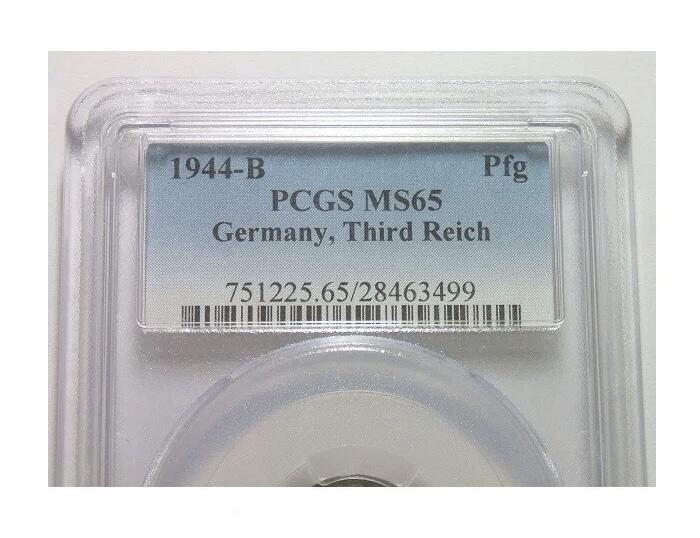 1944-B Pfg
PCGS MS65
Germany, Third Reich
751225.65/28463499